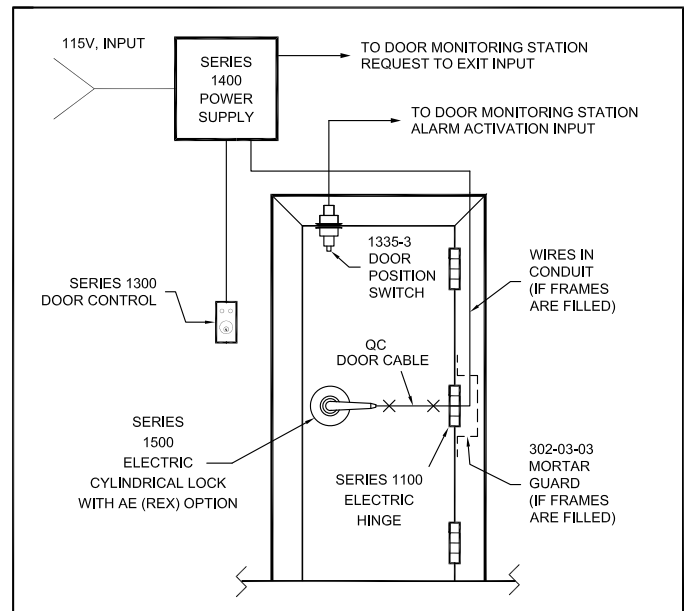 115V, INPUT
SERIES
1400
POWER
SUPPLY
TO DOOR MONITORING STATION
REQUEST TO EXIT INPUT
TO DOOR MONITORING STATION
ALARM ACTIVATION INPUT
1335-3
DOOR
POSITION
SWITCH
WIRES IN
CONDUIT
(IF FRAMES
ARE FILLED)
SERIES 1300
DOOR CONTROL
QC
DOOR CABLE
SERIES
1500
ELECTRIC
CYLINDRICAL LOCK
WITH AE (REX) OPTION
SERIES 1100
ELECTRIC
HINGE
302-03-03
MORTAR
GUARD
(IF FRAMES
ARE FILLED)